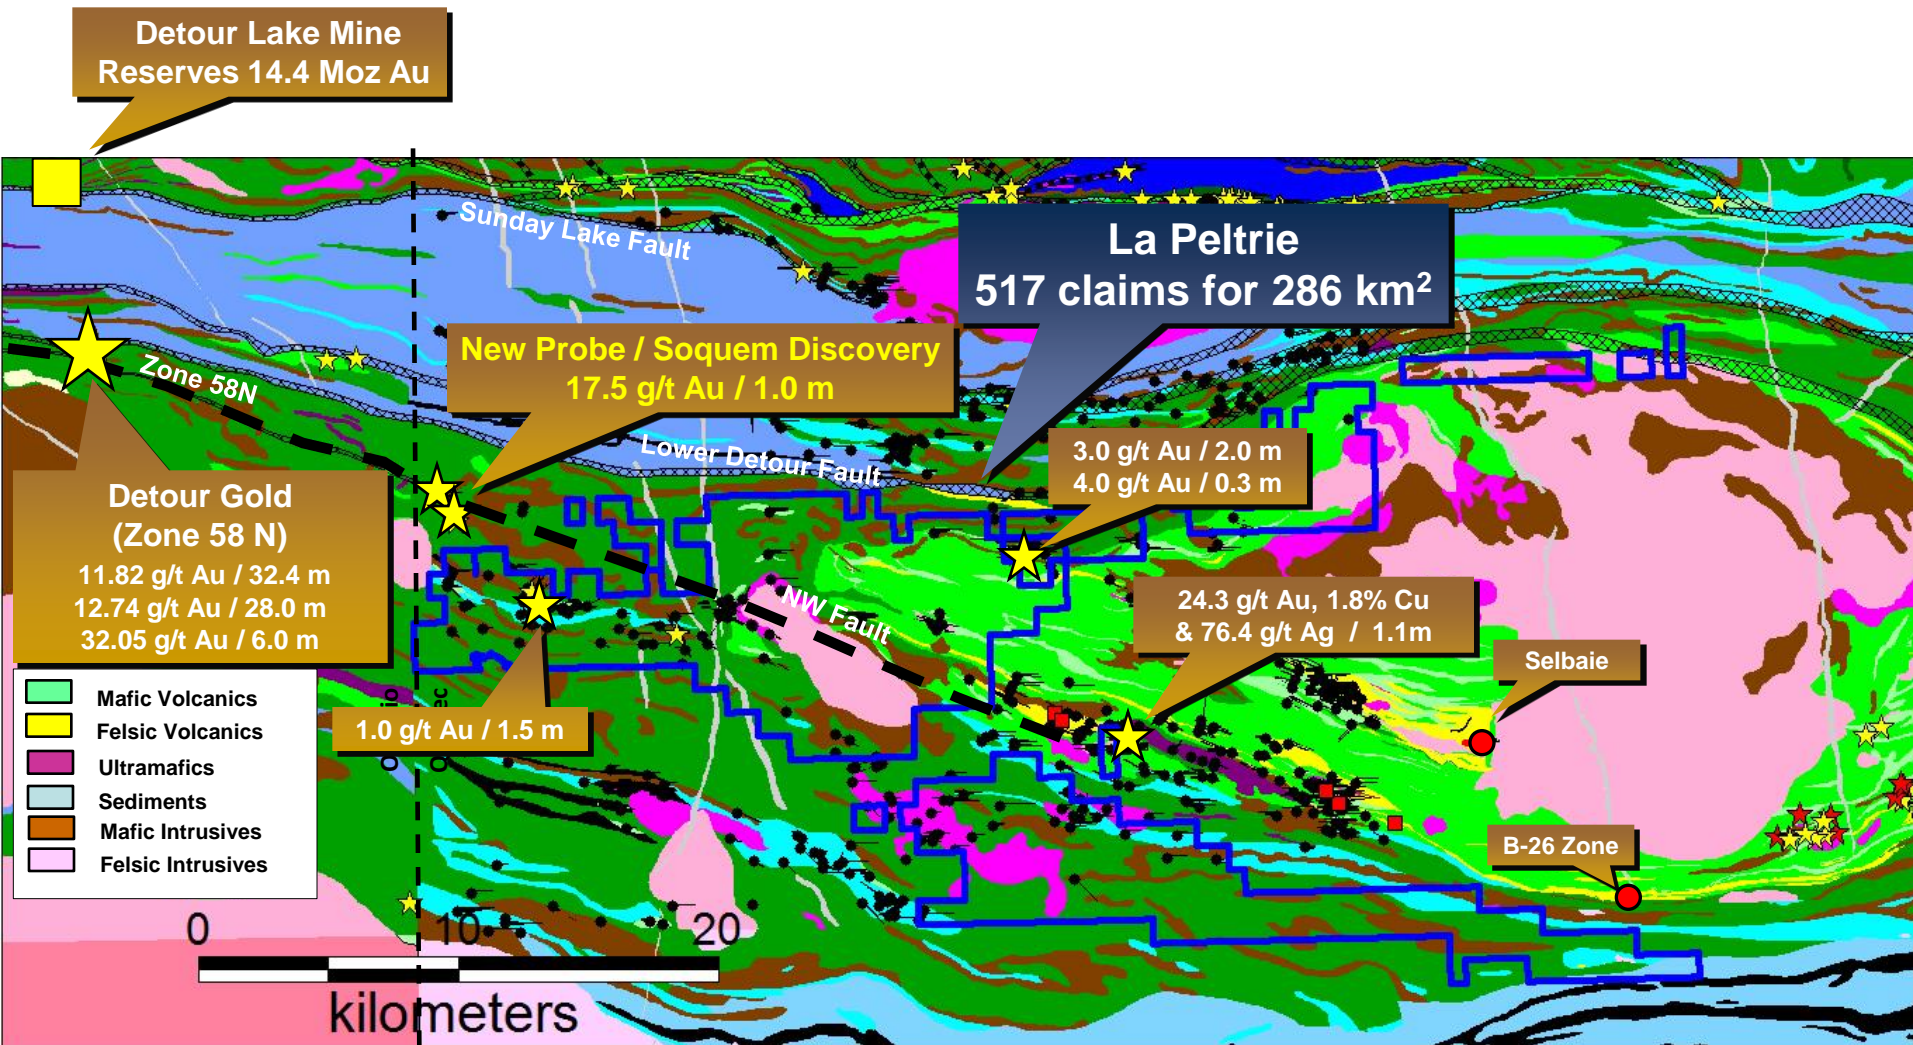 Detour Lake Mine
Reserves 14.4 Moz Au
Sunday Lake Fault
La Peltrie
517 claims for 286 km²
New Probe / Soquem Discovery
17.5 g/t Au / 1.0 m
Zone 58N
Lower Detour Fault
3.0 g/t Au / 2.0 m
4.0 g/t Au / 0.3 m
Detour Gold
(Zone 58 N)
11.82 g/t Au / 32.4 m
12.74 g/t Au / 28.0 m
32.05 g/t Au / 6.0 m
NW Fault
24.3 g/t Au, 1.8% Cu
& 76.4 g/t Ag / 1.1m
Selbaie
1.0 g/t Au / 1.5 m
Mafic Volcanics
Felsic Volcanics
Ultramafics
Sediments
Mafic Intrusives
Felsic Intrusives
B-26 Zone
0 10 20
kilometers